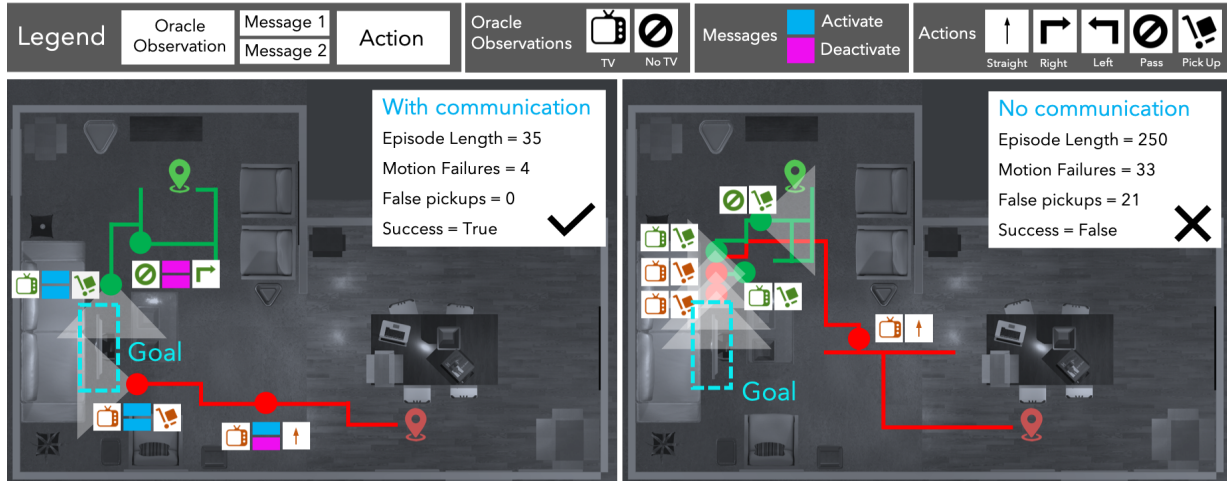 Legend
Oracle
Observation
Message 1
Message 2
Action
Oracle
Observations
TV
No TV
Messages
Activate
Deactivate
Actions
Straight
Right
Left
Pass
Pick Up
With communication
Episode Length = 35
Motion Failures = 4
False pickups = 0
Success = True
Goal
No communication
Episode Length = 250
Motion Failures = 33
False pickups = 21
Success = False
Goal